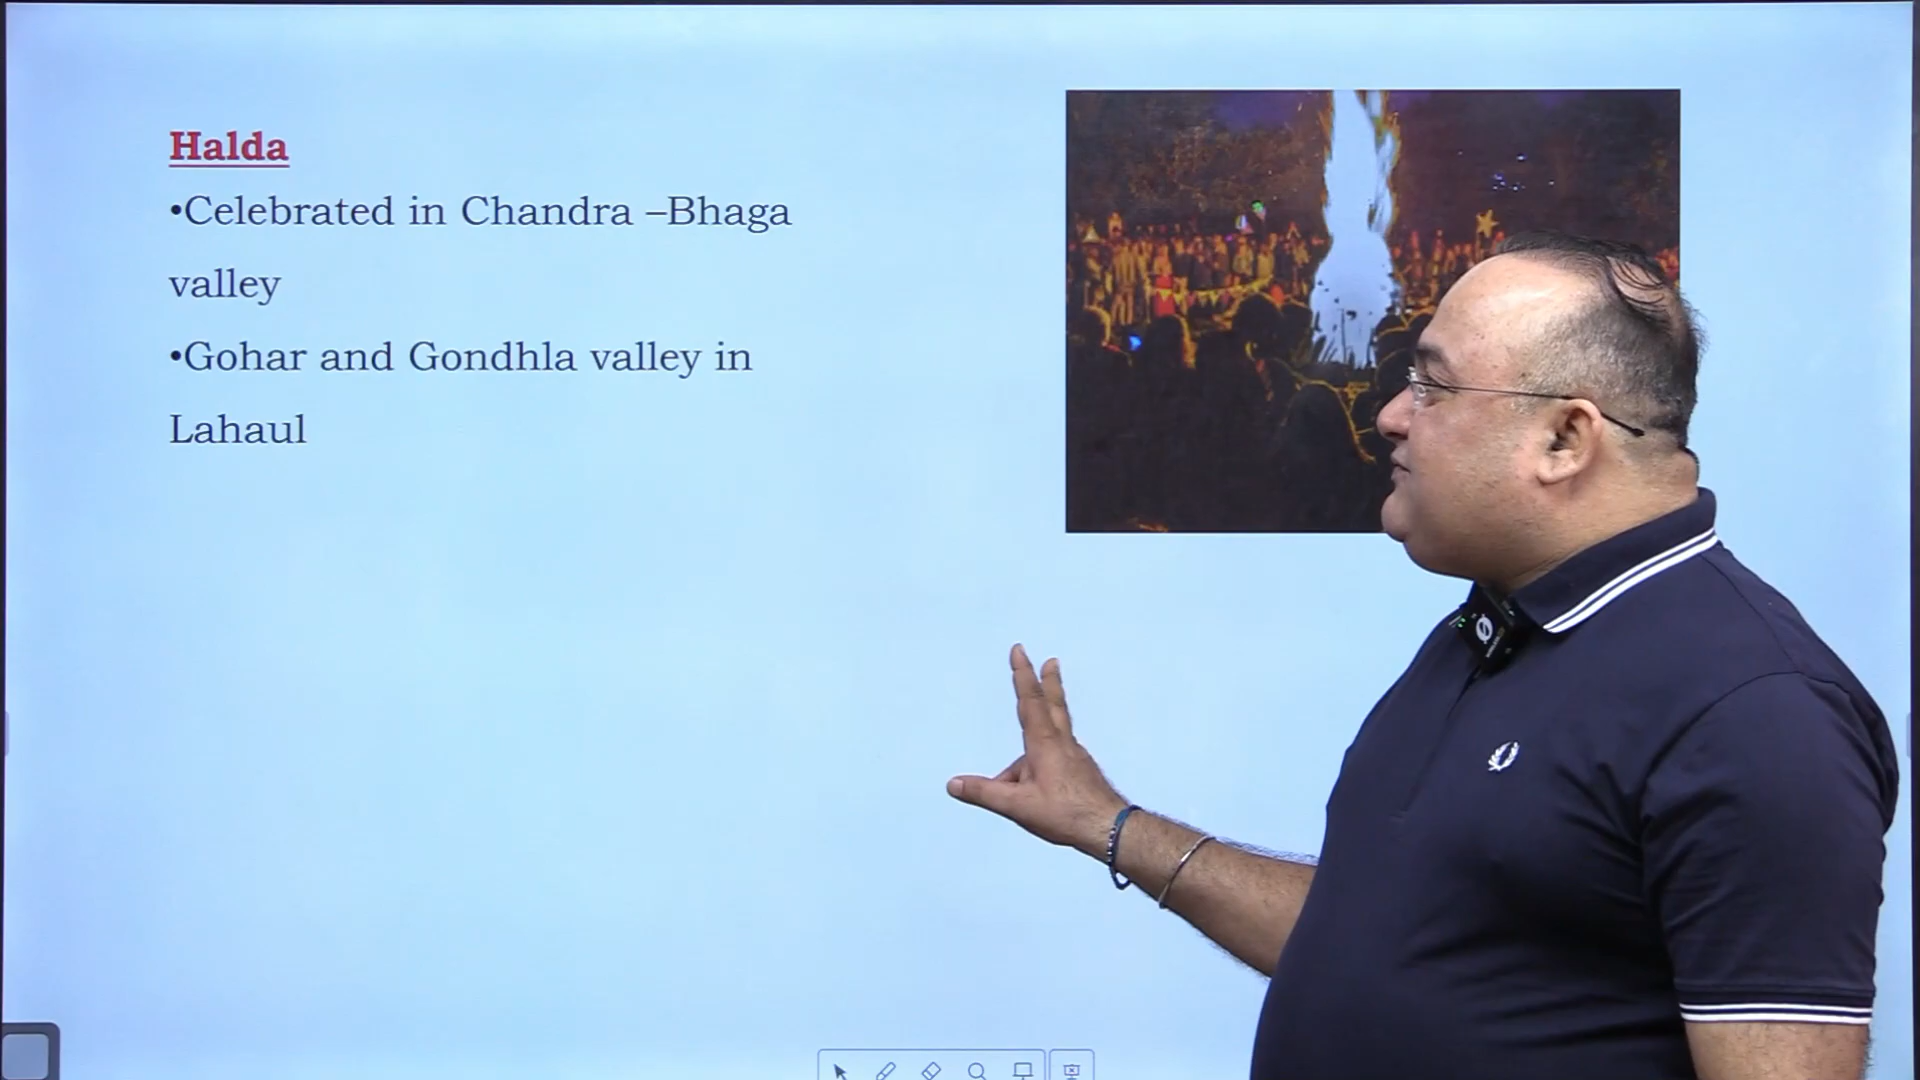 Halda
•Celebrated in Chandra –Bhaga
valley
•Gohar and Gondhla valley in
Lahaul